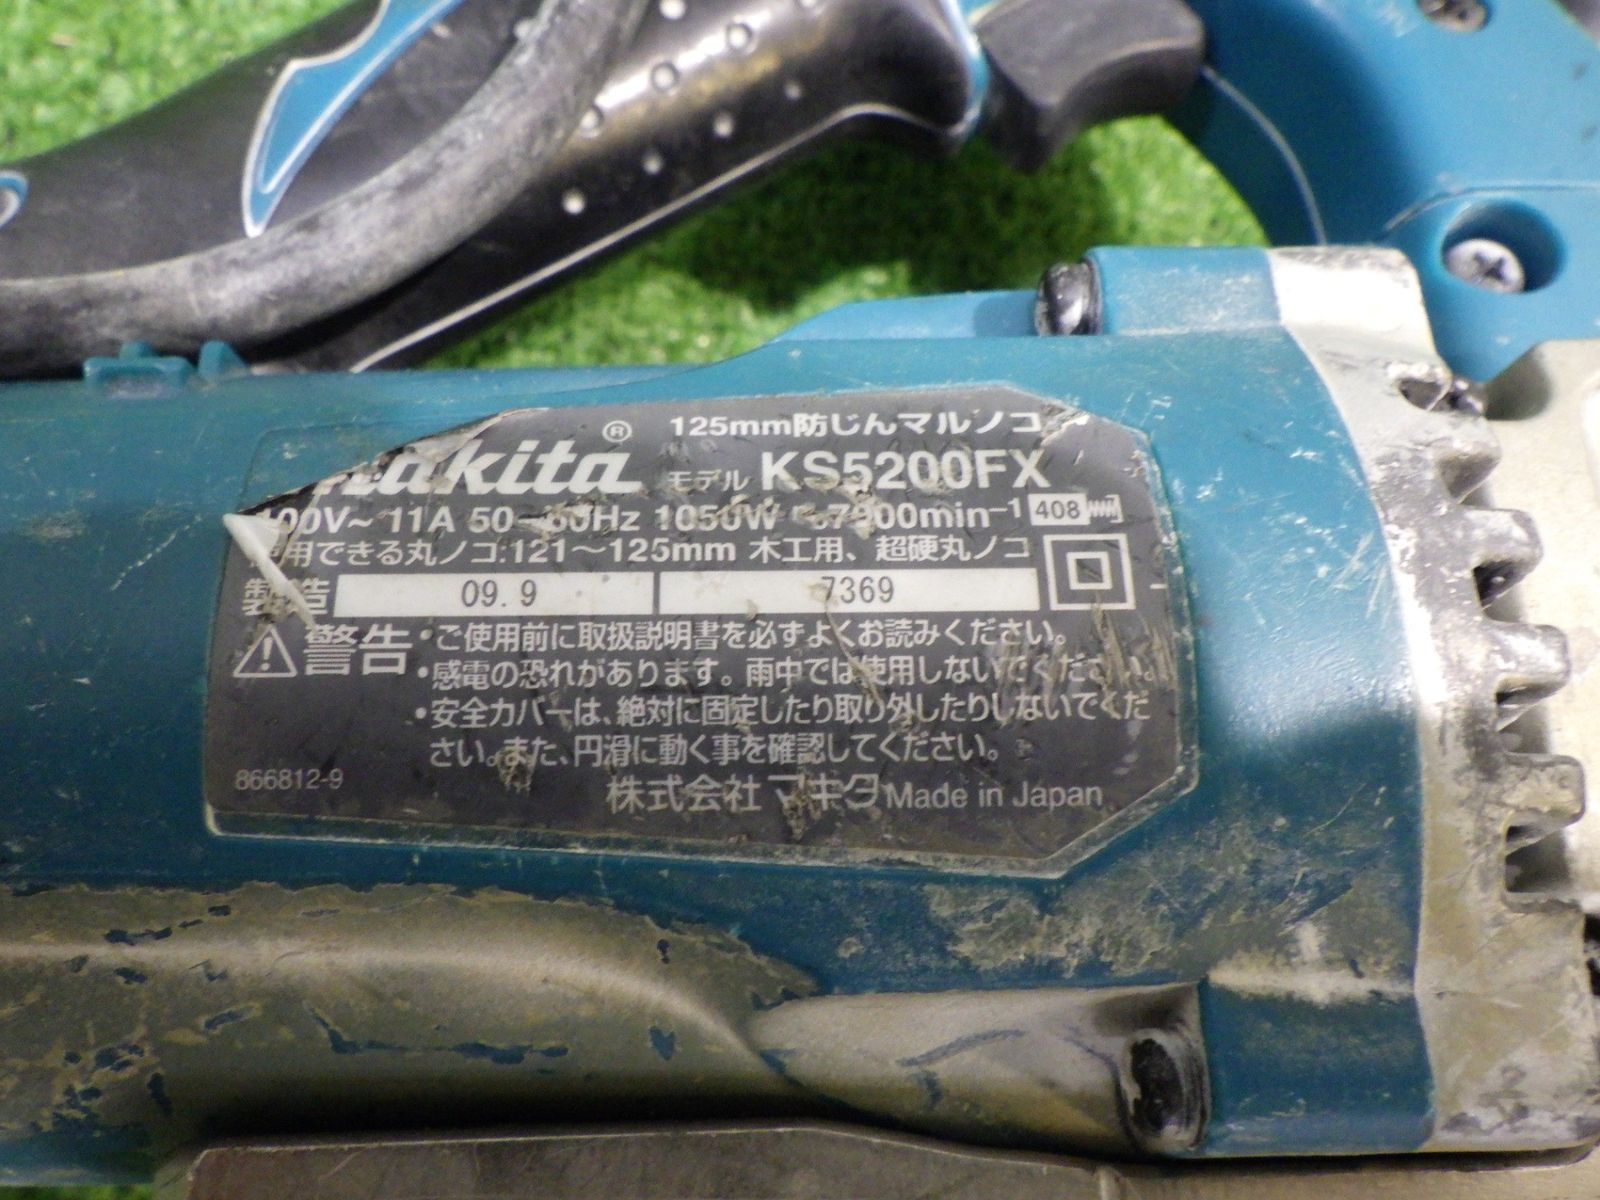 125mm防じんマルノコ
makita ® モデル KS5200FX
100V~ 11A 50-60Hz 1050W 408
使用できる丸ノコ:121～125mm 木工用、超硬丸ノコ
製造 09.9 7369
警告 ・ご使用前に取扱説明書を必ずよくお読みください。
・感電の恐れがあります。雨中では使用しないでください。
・安全カバーは、絶対に固定したり取り外したりしないでくだ
さい。また、円滑に動く事を確認してください。
866812-9 株式会社 マキタ Made in Japan